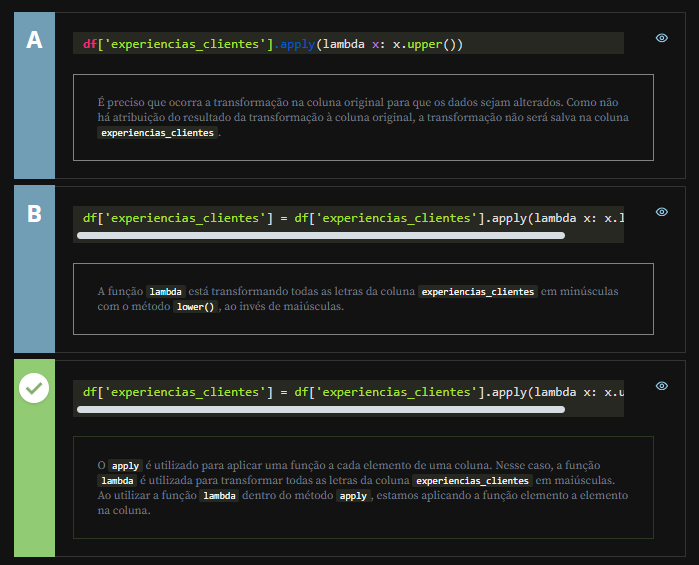 A
df['experiencias_clientes'].apply(lambda x: x.upper())
É preciso que ocorra a transformação na coluna original para que os dados sejam alterados. Como não
há atribuição do resultado da transformação à coluna original, a transformação não será salva na coluna
experiencias_clientes.
B
df['experiencias_clientes'] = df['experiencias_clientes'].apply(lambda x: x.l
A função lambda está transformando todas as letras da coluna experiencias_clientes em minúsculas
com o método lower(), ao invés de maiúsculas.
df['experiencias_clientes'] = df['experiencias_clientes'].apply(lambda x: x.u
O apply é utilizado para aplicar uma função a cada elemento de uma coluna. Nesse caso, a função
lambda é utilizada para transformar todas as letras da coluna experiencias_clientes em maiúsculas.
Ao utilizar a função lambda dentro do método apply, estamos aplicando a função elemento a elemento
na coluna.